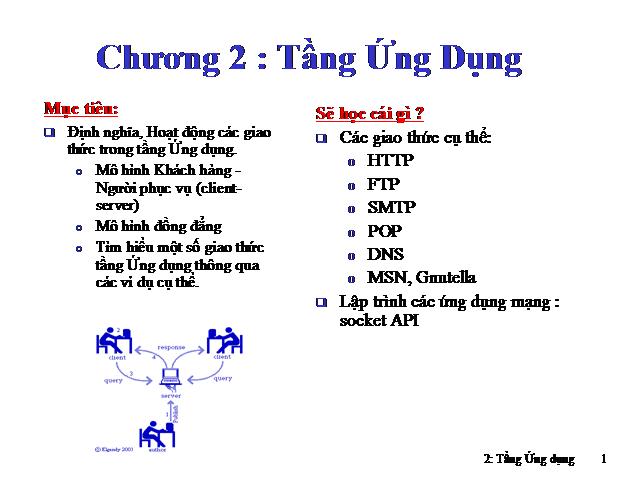 Chương 2 : Tầng Ứng Dụng
Mục tiêu:
Định nghĩa, Hoạt động các giao
thức trong tầng Ứng dụng.
Mô hình Khách hàng -
Người phục vụ (client-
server)
Mô hình đồng đẳng
Tìm hiểu một số giao thức
tầng Ứng dụng thông qua
các ví dụ cụ thể.
Sẽ học cái gì ?
Các giao thức cụ thể:
HTTP
FTP
SMTP
POP
DNS
MSN, Gnutella
Lập trình các ứng dụng mạng :
socket API
2
response
4
client
client
query
3
query
server
1
Publish
author
© Elgundy 2003
2: Tầng Ứng dụng 1